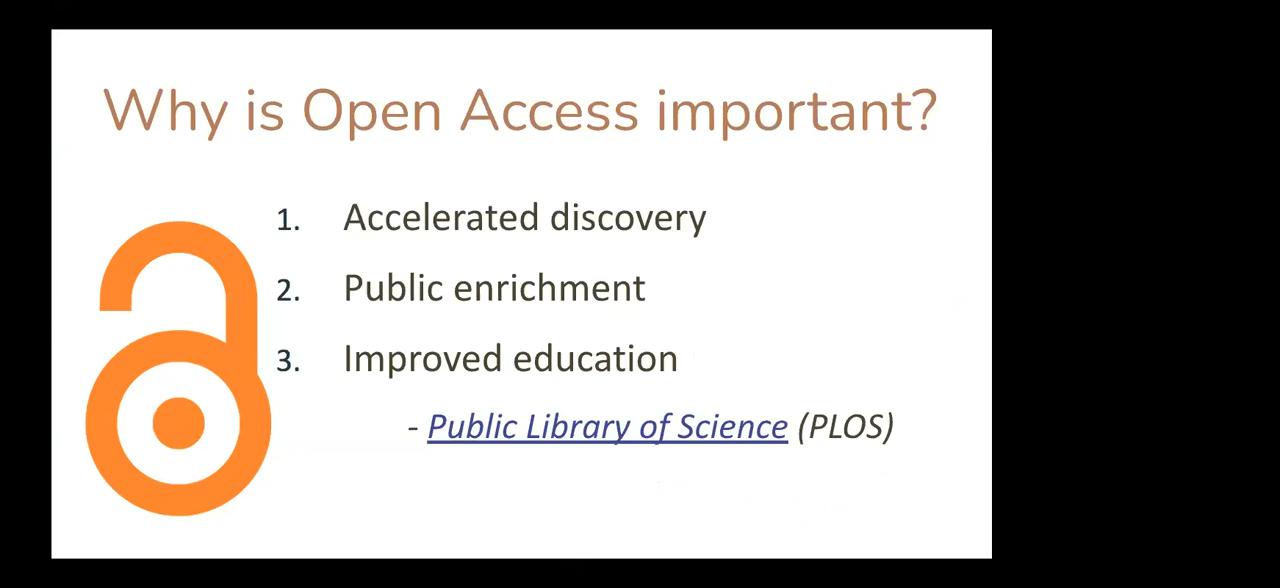 Why is Open Access important?
1. Accelerated discovery
2. Public enrichment
3. Improved education
- Public Library of Science (PLOS)